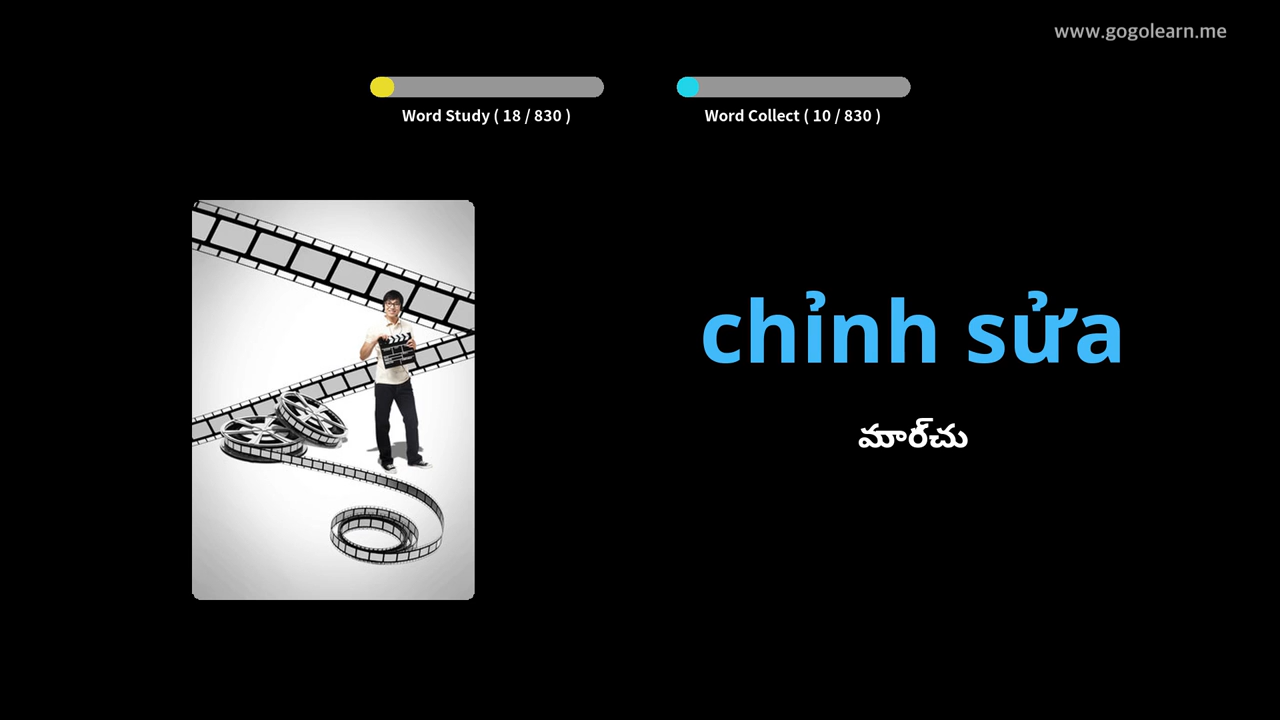 www.gogolearn.me
Word Study ( 18 / 830 )
Word Collect ( 10 / 830 )
chỉnh sửa
మార్‌చు